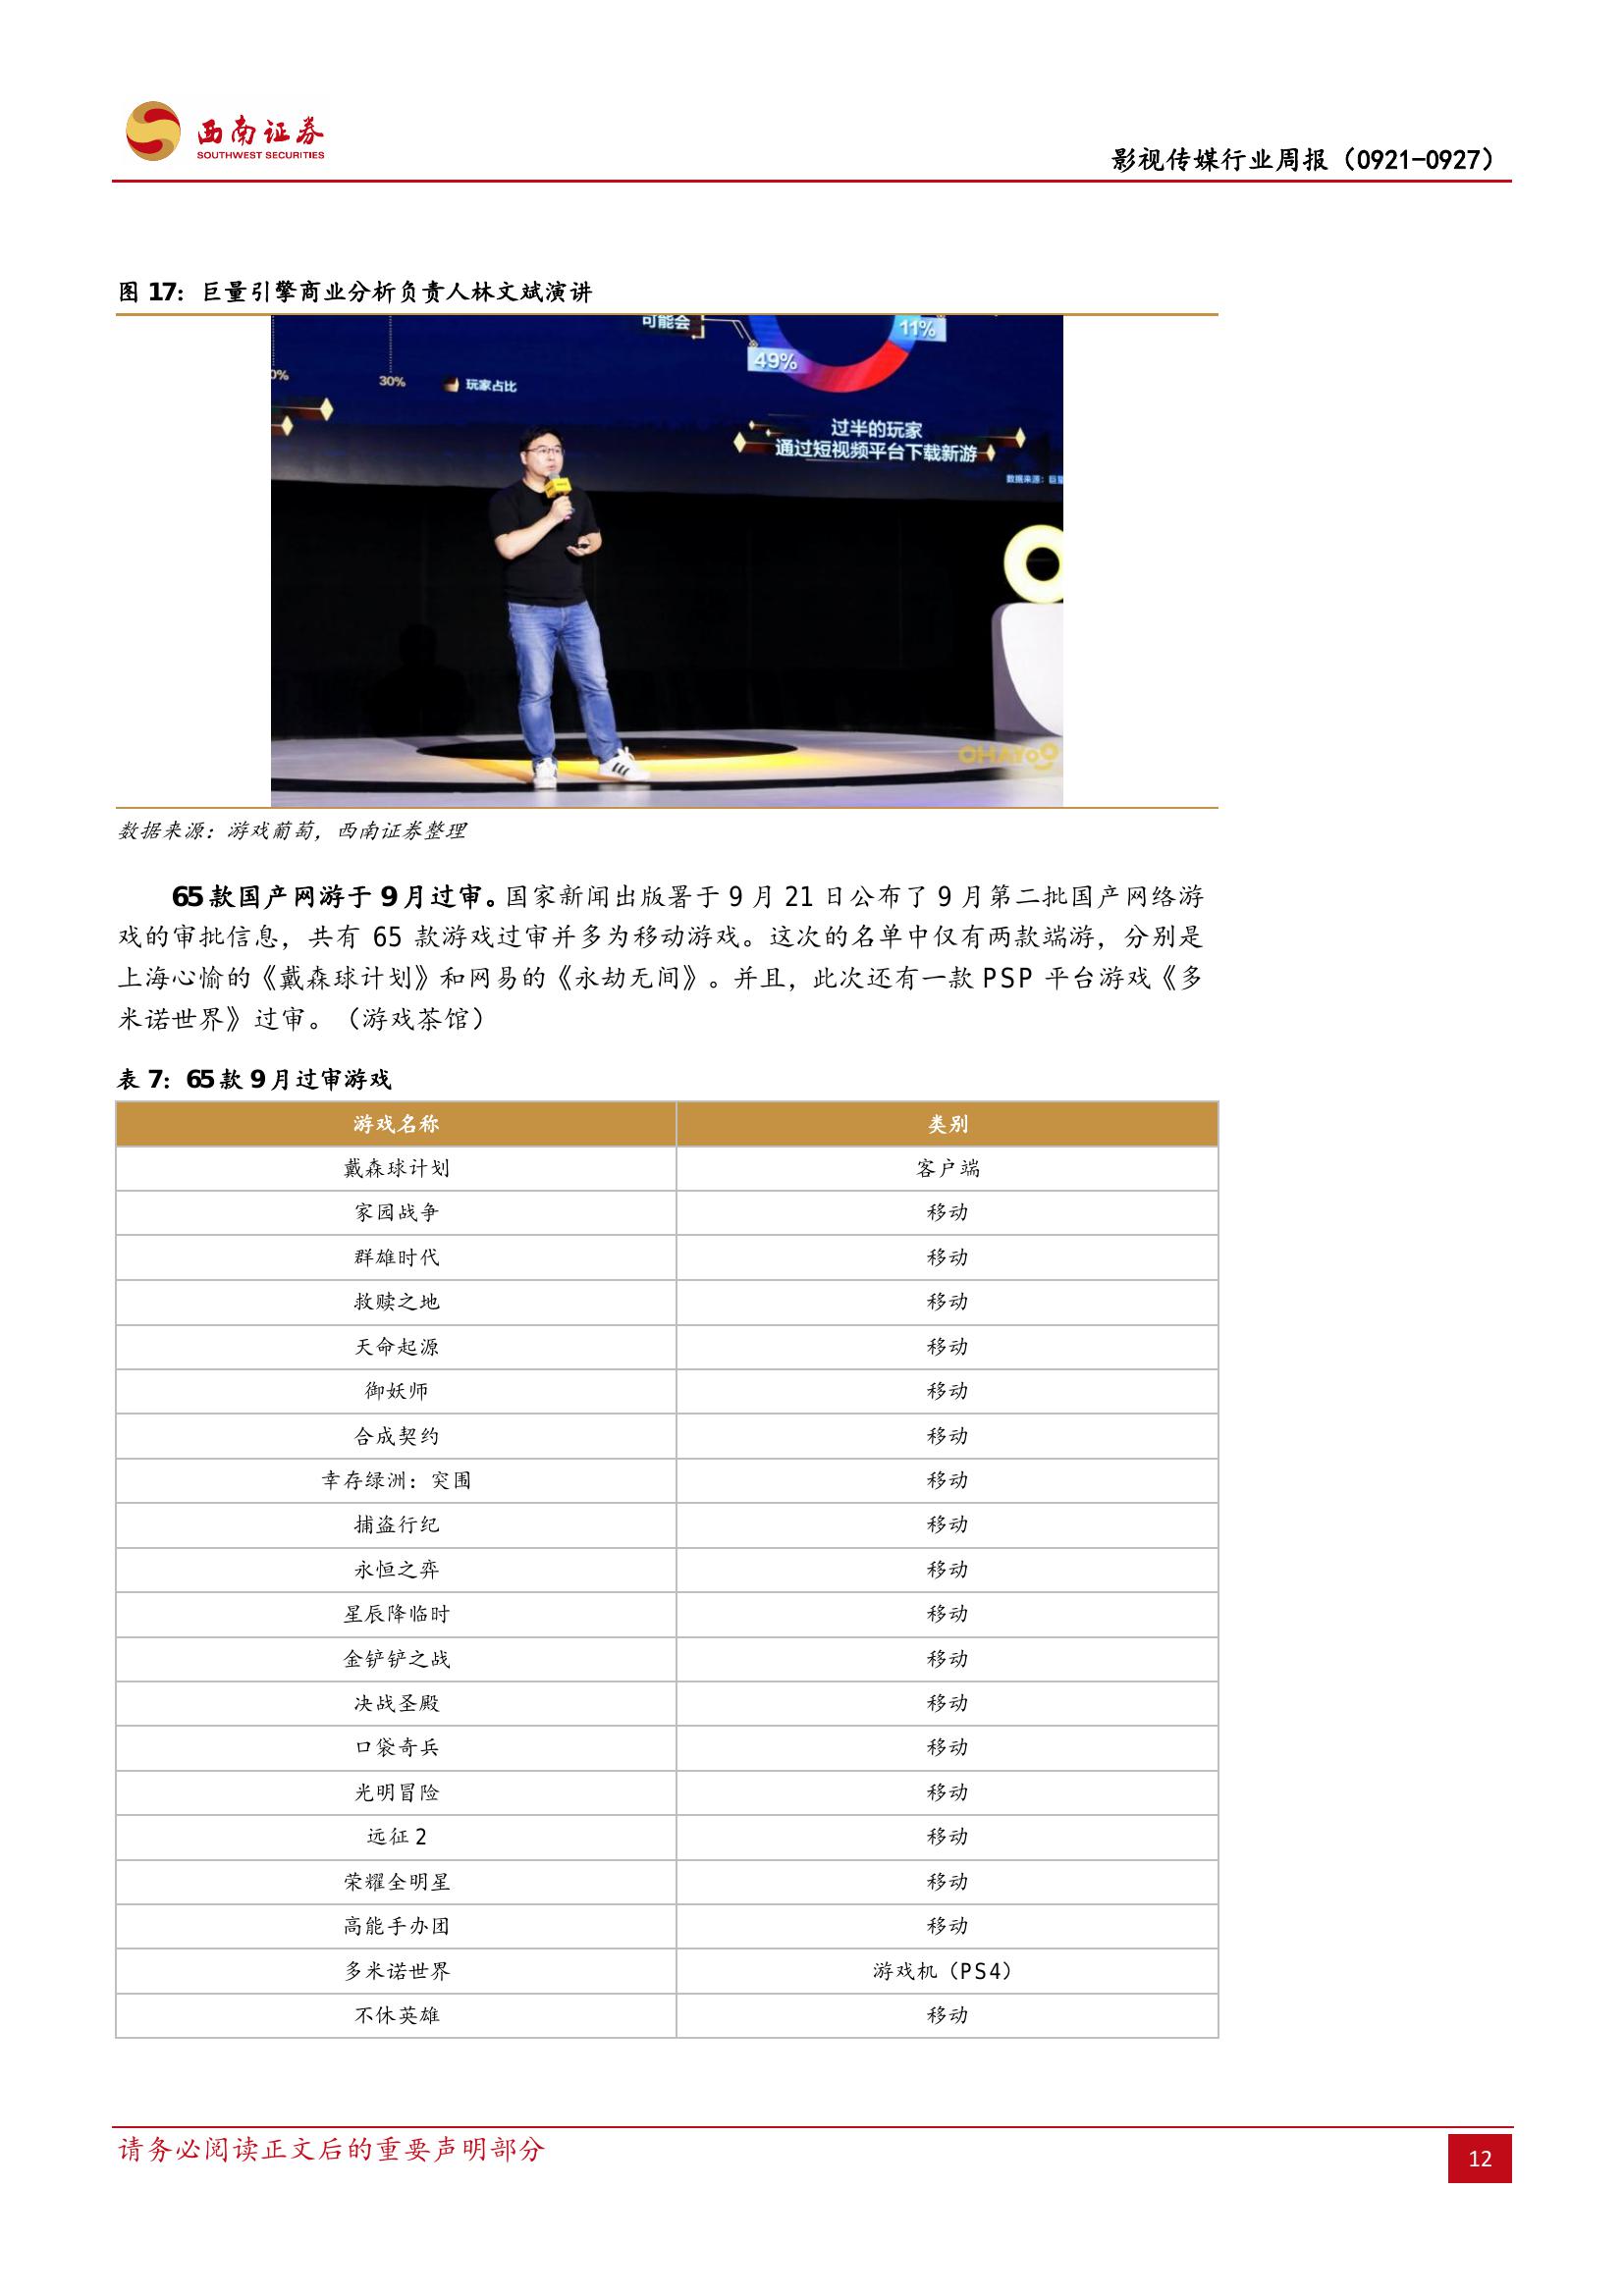 西南证券
SOUTHWEST SECURITIES
影视传媒行业周报（0921-0927）
图 17：巨量引擎商业分析负责人林文斌演讲
可能会
11%
49%
0%
30%
玩家占比
过半的玩家
通过短视频平台下载新游
数据来源：巨量
OHAYOO
数据来源：游戏葡萄，西南证券整理
65 款国产网游于 9 月过审。国家新闻出版署于 9 月 21 日公布了 9 月第二批国产网络游
戏的审批信息，共有 65 款游戏过审并多为移动游戏。这次的名单中仅有两款端游，分别是
上海心愉的《戴森球计划》和网易的《永劫无间》。并且，此次还有一款 PSP 平台游戏《多
米诺世界》过审。（游戏茶馆）
表 7：65 款 9 月过审游戏
游戏名称 类别
戴森球计划 客户端
家园战争 移动
群雄时代 移动
救赎之地 移动
天命起源 移动
御妖师 移动
合成契约 移动
幸存绿洲：突围 移动
捕盗行纪 移动
永恒之弈 移动
星辰降临时 移动
金铲铲之战 移动
决战圣殿 移动
口袋奇兵 移动
光明冒险 移动
远征 2 移动
荣耀全明星 移动
高能手办团 移动
多米诺世界 游戏机（PS4）
不休英雄 移动
请务必阅读正文后的重要声明部分
12